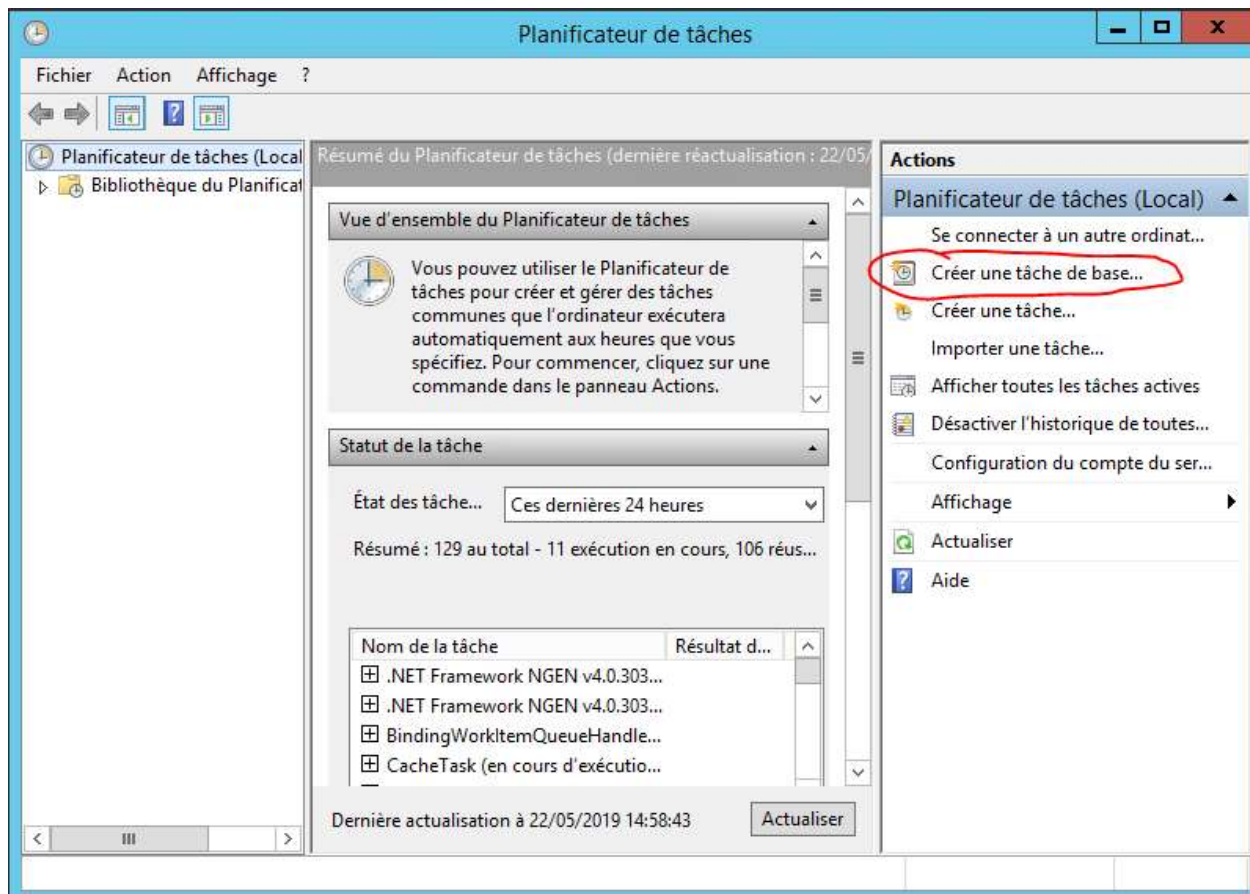 Planificateur de tâches
Fichier Action Affichage ?
Planificateur de tâches (Local
Bibliothèque du Planificat
Résumé du Planificateur de tâches (dernière réactualisation : 22/05/
Vue d'ensemble du Planificateur de tâches
Vous pouvez utiliser le Planificateur de
tâches pour créer et gérer des tâches
communes que l'ordinateur exécutera
automatiquement aux heures que vous
spécifiez. Pour commencer, cliquez sur une
commande dans le panneau Actions.
Statut de la tâche
État des tâche... Ces dernières 24 heures
Résumé : 129 au total - 11 exécution en cours, 106 réus...
Nom de la tâche Résultat d...
.NET Framework NGEN v4.0.303...
.NET Framework NGEN v4.0.303...
BindingWorkItemQueueHandle...
CacheTask (en cours d'exécutio...
Dernière actualisation à 22/05/2019 14:58:43 Actualiser
Actions
Planificateur de tâches (Local)
Se connecter à un autre ordinat...
Créer une tâche de base...
Créer une tâche...
Importer une tâche...
Afficher toutes les tâches actives
Désactiver l'historique de toutes...
Configuration du compte du ser...
Affichage
Actualiser
Aide